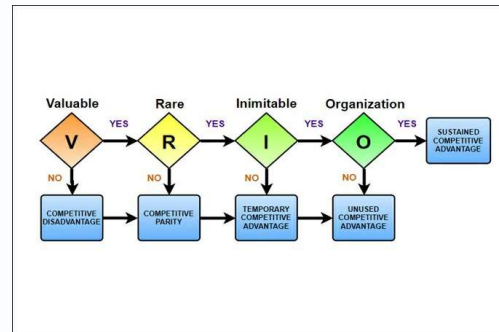 Valuable
Rare
Inimitable
Organization
V
YES
R
YES
I
YES
O
YES
SUSTAINED
COMPETITIVE
ADVANTAGE
NO
NO
NO
NO
COMPETITIVE
DISADVANTAGE
COMPETITIVE
PARITY
TEMPORARY
COMPETITIVE
ADVANTAGE
UNUSED
COMPETITIVE
ADVANTAGE